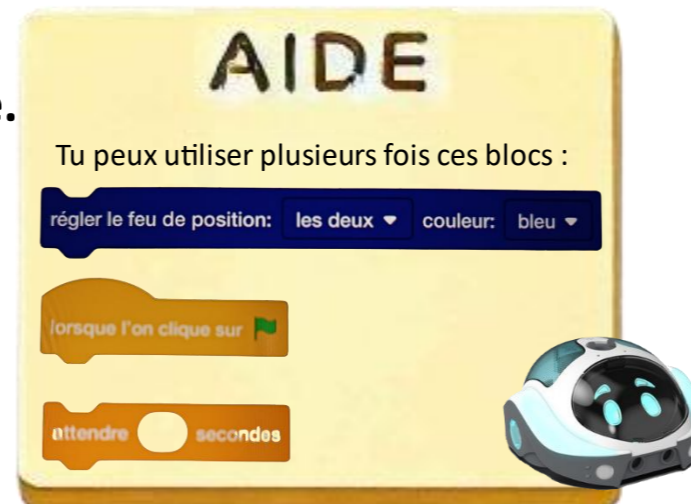 AIDE
e.
Tu peux utiliser plusieurs fois ces blocs :
régler le feu de position: les deux couleur: bleu
lorsque l'on clique sur
attendre secondes